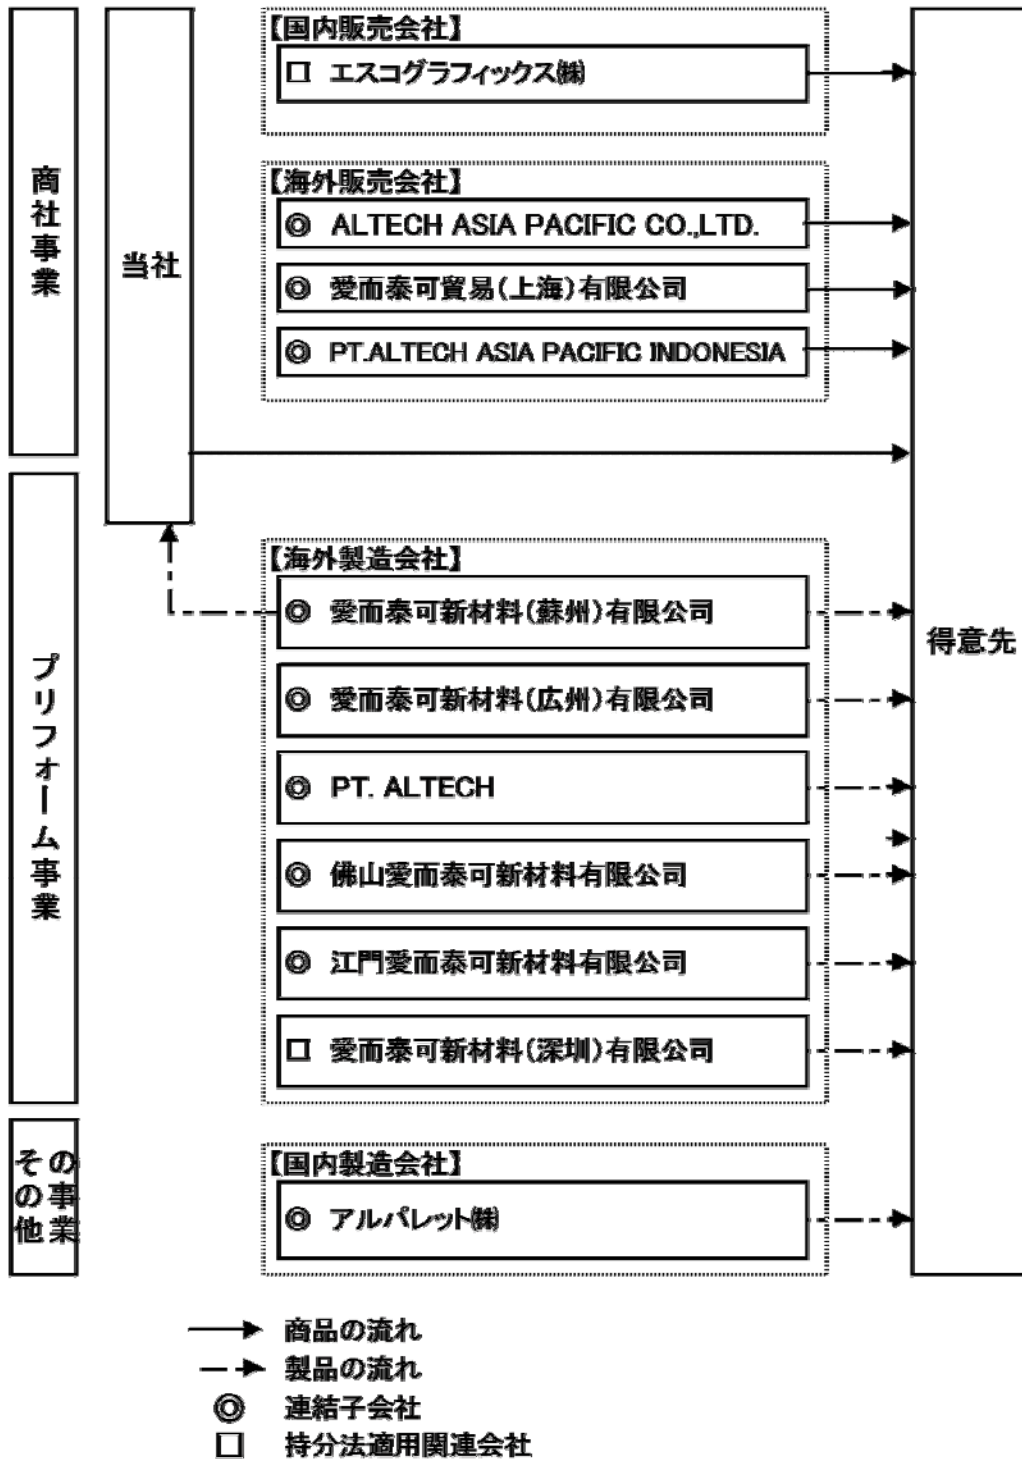 商社事業
当社
【国内販売会社】
□ エスコグラフィックス㈱
【海外販売会社】
◎ ALTECH ASIA PACIFIC CO.,LTD.
◎ 愛而泰可貿易(上海)有限公司
◎ PT.ALTECH ASIA PACIFIC INDONESIA
プリフォーム事業
【海外製造会社】
◎ 愛而泰可新材料(蘇州)有限公司
◎ 愛而泰可新材料(広州)有限公司
◎ PT. ALTECH
◎ 佛山愛而泰可新材料有限公司
◎ 江門愛而泰可新材料有限公司
□ 愛而泰可新材料(深圳)有限公司
得意先
その他
の事業
【国内製造会社】
◎ アルパレット㈱
商品の流れ
製品の流れ
◎ 連結子会社
□ 持分法適用関連会社